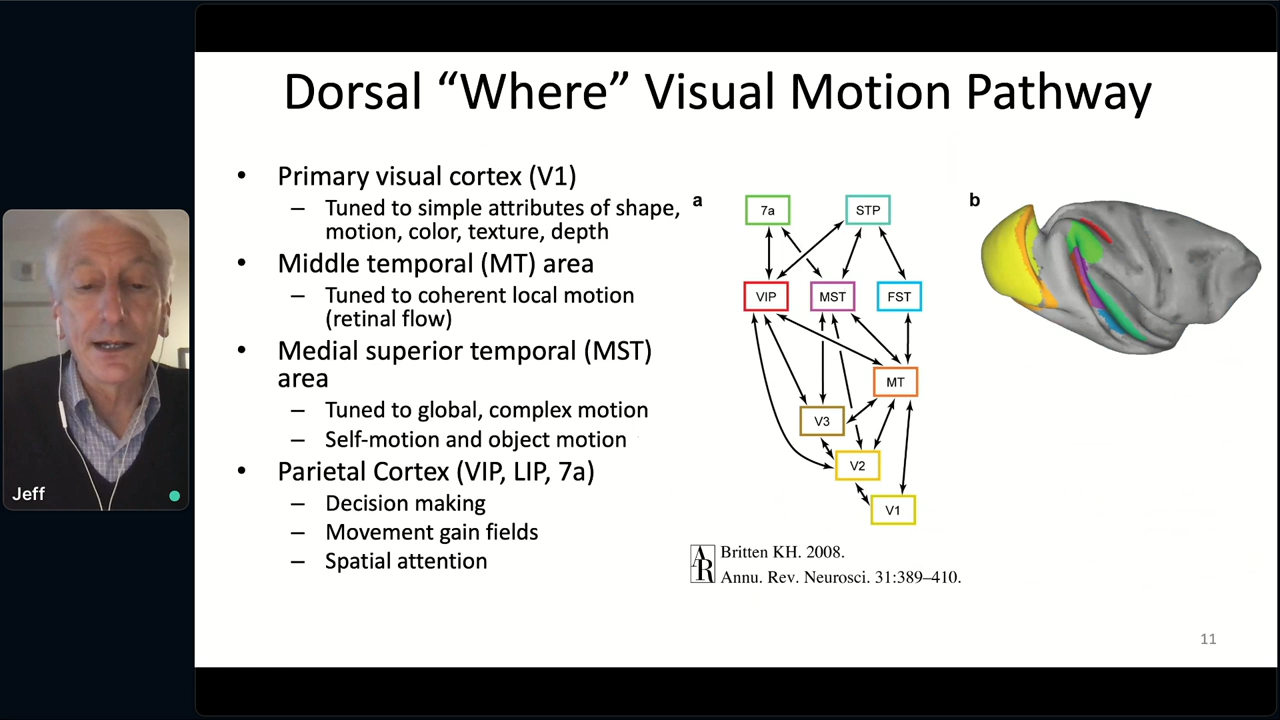 Dorsal “Where” Visual Motion Pathway
• Primary visual cortex (V1)
– Tuned to simple attributes of shape,
motion, color, texture, depth
• Middle temporal (MT) area
– Tuned to coherent local motion
(retinal flow)
• Medial superior temporal (MST)
area
– Tuned to global, complex motion
– Self-motion and object motion
• Parietal Cortex (VIP, LIP, 7a)
– Decision making
– Movement gain fields
– Spatial attention
a
7a STP
VIP MST FST
MT
V3
V2
V1
b
AR
Britten KH. 2008.
Annu. Rev. Neurosci. 31:389–410.
11
Jeff